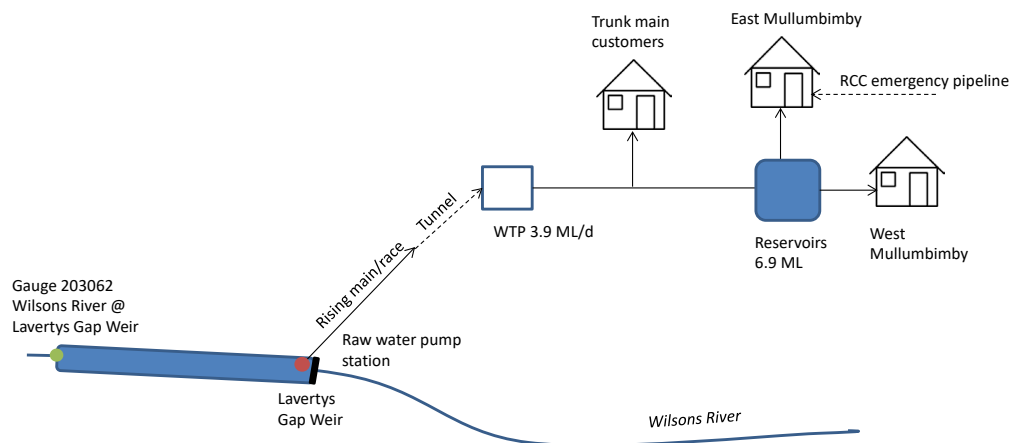 Trunk main
customers
East Mullumbimby
RCC emergency pipeline
Tunnel
WTP 3.9 ML/d
Rising main/race
Reservoirs
6.9 ML
West
Mullumbimby
Gauge 203062
Wilsons River @
Lavertys Gap Weir
Raw water pump
station
Lavertys
Gap Weir
Wilsons River